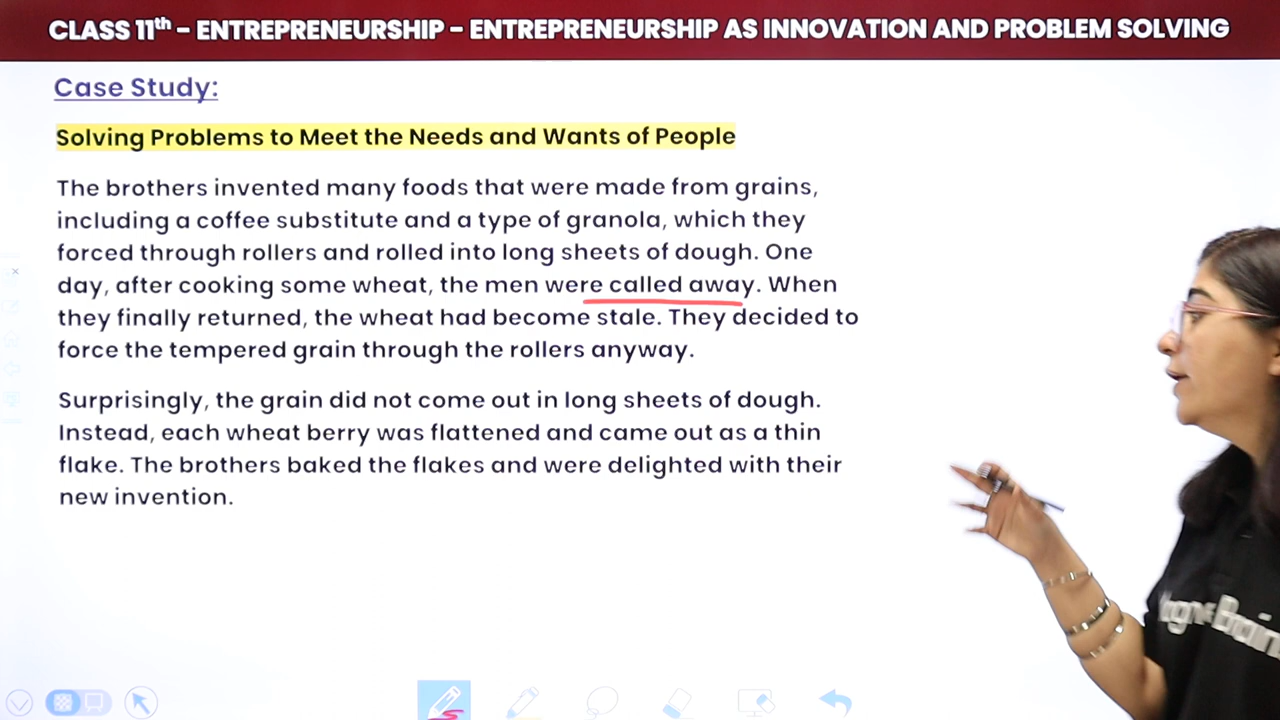 CLASS 11th – ENTREPRENEURSHIP – ENTREPRENEURSHIP AS INNOVATION AND PROBLEM SOLVING
Case Study:
Solving Problems to Meet the Needs and Wants of People
The brothers invented many foods that were made from grains,
including a coffee substitute and a type of granola, which they
forced through rollers and rolled into long sheets of dough. One
day, after cooking some wheat, the men were called away. When
they finally returned, the wheat had become stale. They decided to
force the tempered grain through the rollers anyway.
Surprisingly, the grain did not come out in long sheets of dough.
Instead, each wheat berry was flattened and came out as a thin
flake. The brothers baked the flakes and were delighted with their
new invention.